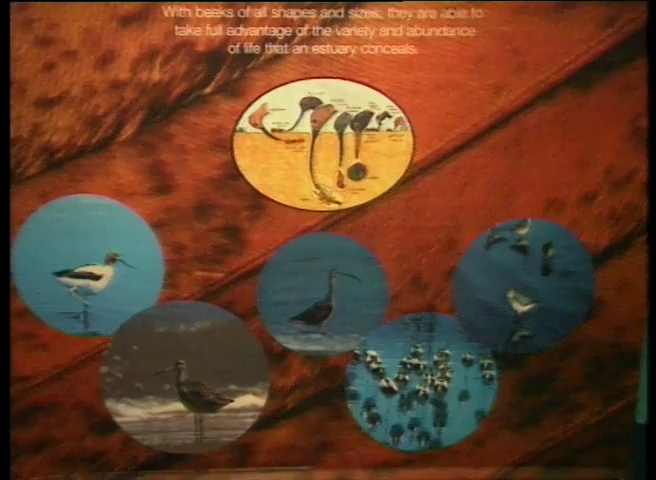 With beaks of all shapes and sizes, they are able to
take full advantage of the variety and abundance
of life that an estuary conceals.